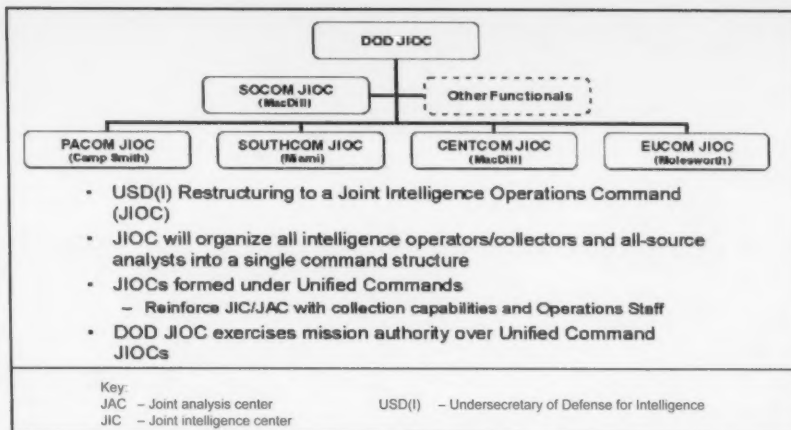 DOD JIOC
SOCOM JIOC
(MacDill)
Other Functionals
PACOM JIOC
(Camp Smith)
SOUTHCOM JIOC
(Miami)
CENTCOM JIOC
(MacDill)
EUCOM JIOC
(Molesworth)
• USD(I) Restructuring to a Joint Intelligence Operations Command
(JIOC)
• JIOC will organize all intelligence operators/collectors and all-source
analysts into a single command structure
• JIOCs formed under Unified Commands
– Reinforce JIC/JAC with collection capabilities and Operations Staff
• DOD JIOC exercises mission authority over Unified Command
JIOCs
Key:
JAC – Joint analysis center
USD(I) – Undersecretary of Defense for Intelligence
JIC – Joint intelligence center